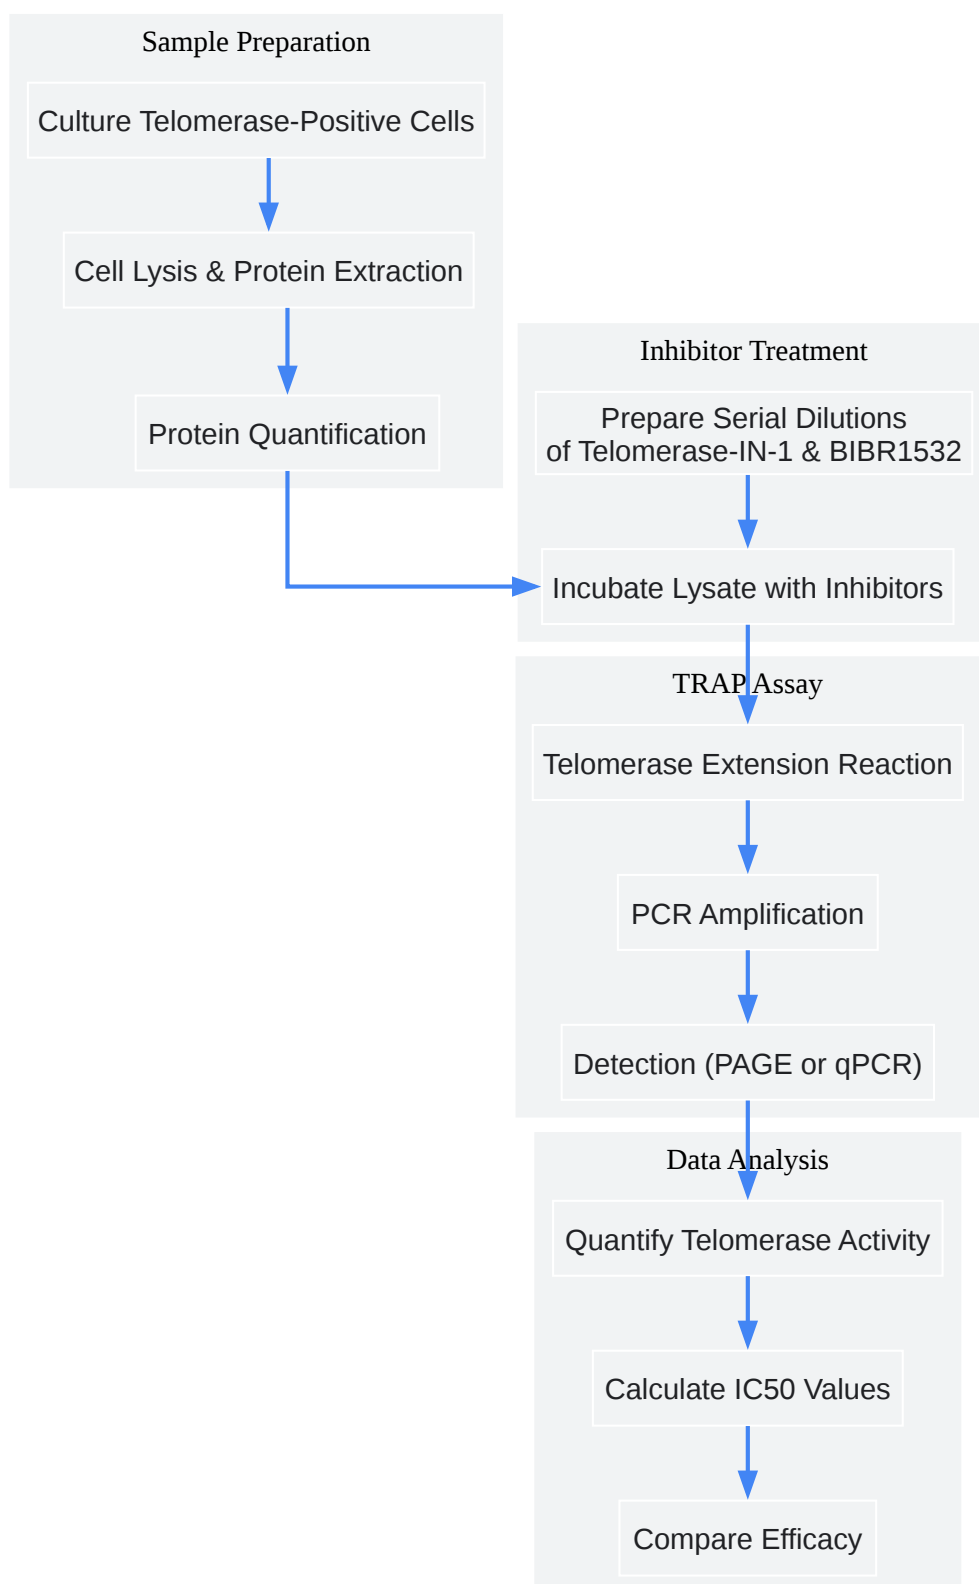 Sample Preparation
Culture Telomerase-Positive Cells
Cell Lysis & Protein Extraction
Protein Quantification
Inhibitor Treatment
Prepare Serial Dilutions
of Telomerase-IN-1 & BIBR1532
Incubate Lysate with Inhibitors
TRAP Assay
Telomerase Extension Reaction
PCR Amplification
Detection (PAGE or qPCR)
Data Analysis
Quantify Telomerase Activity
Calculate IC50 Values
Compare Efficacy